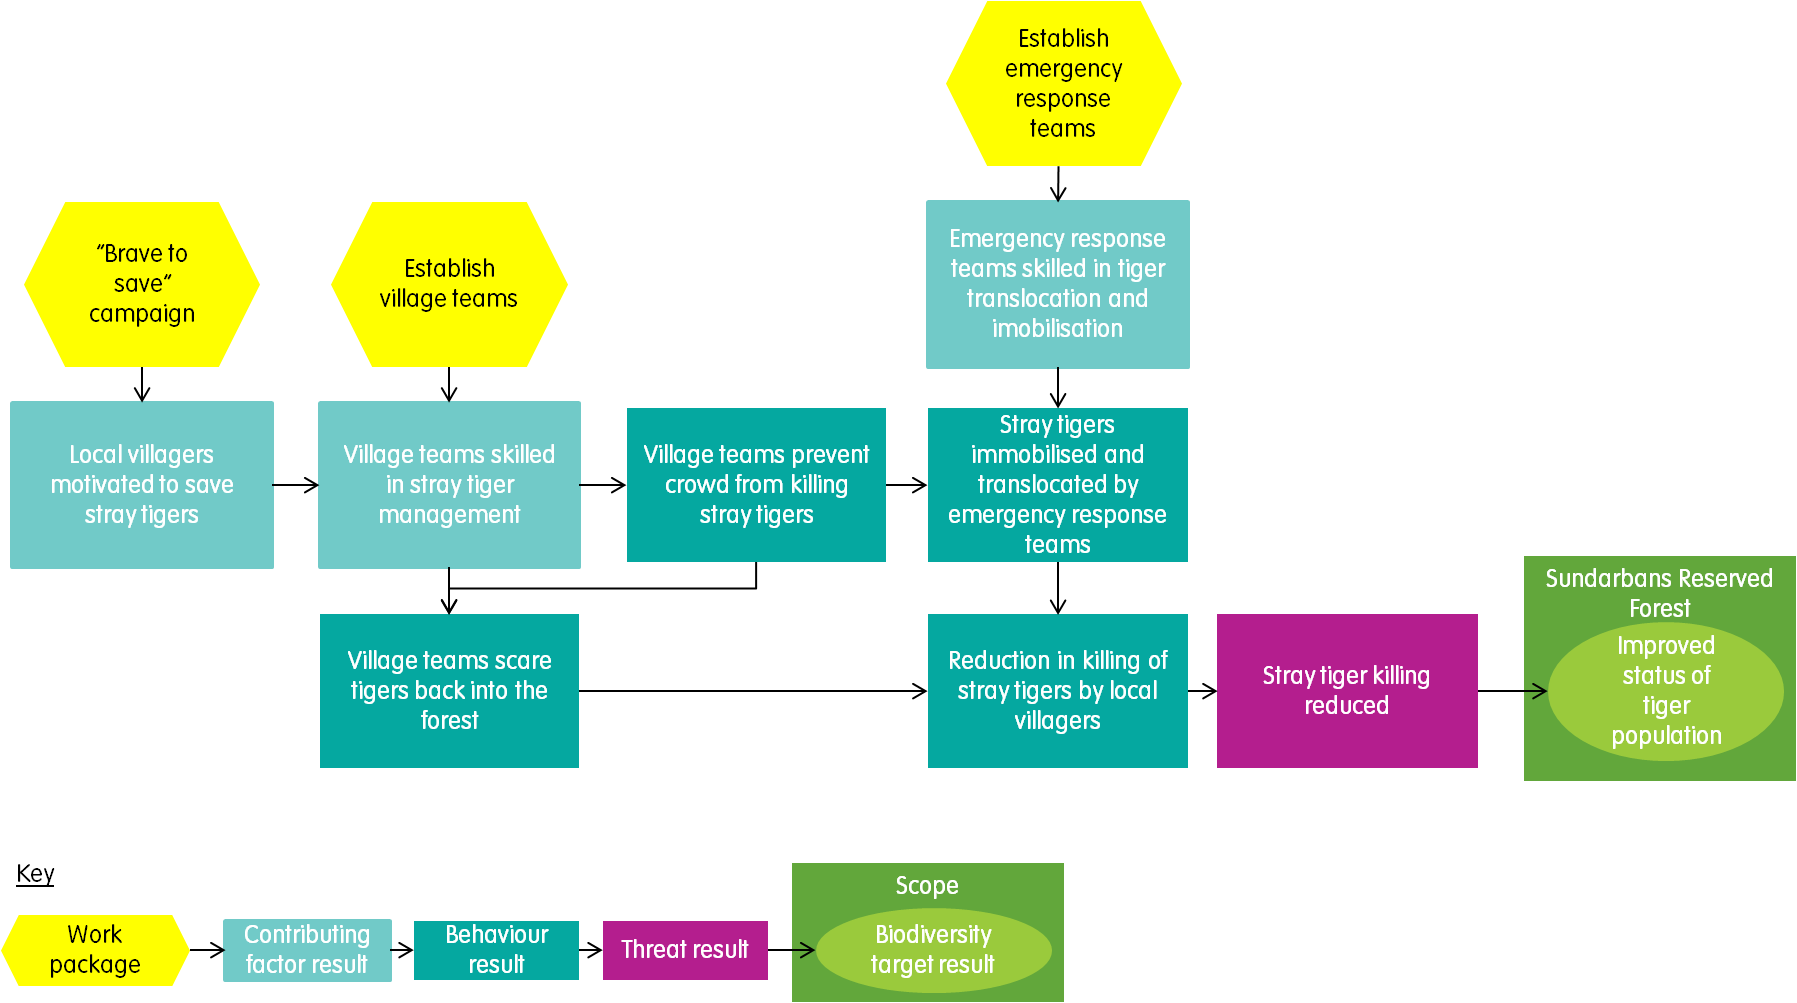 Establish
emergency
response
teams
"Brave to
save"
campaign
Establish
village teams
Emergency response
teams skilled in tiger
translocation and
imobilisation
Local villagers
motivated to save
stray tigers
Village teams skilled
in stray tiger
management
Village teams prevent
crowd from killing
stray tigers
Stray tigers
immobilised and
translocated by
emergency response
teams
Village teams scare
tigers back into the
forest
Reduction in killing of
stray tigers by local
villagers
Stray tiger killing
reduced
Sundarbans Reserved
Forest
Improved
status of
tiger
population
Key
Work
package
Contributing
factor result
Behaviour
result
Threat result
Scope
Biodiversity
target result